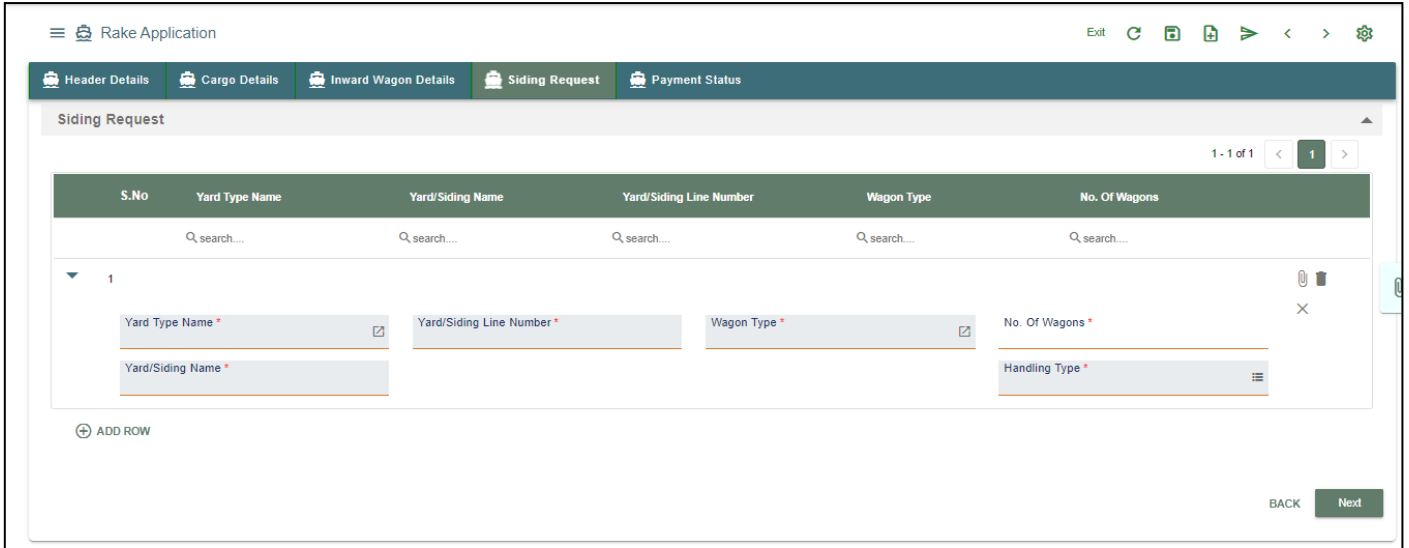 Rake Application Exit
Header Details Cargo Details Inward Wagon Details Siding Request Payment Status
Siding Request
1 - 1 of 1 < 1 >
S.No Yard Type Name Yard/Siding Name Yard/Siding Line Number Wagon Type No. Of Wagons
search.... search.... search.... search.... search....
1
Yard Type Name * Yard/Siding Line Number * Wagon Type * No. Of Wagons *
Yard/Siding Name * Handling Type *
ADD ROW
BACK Next